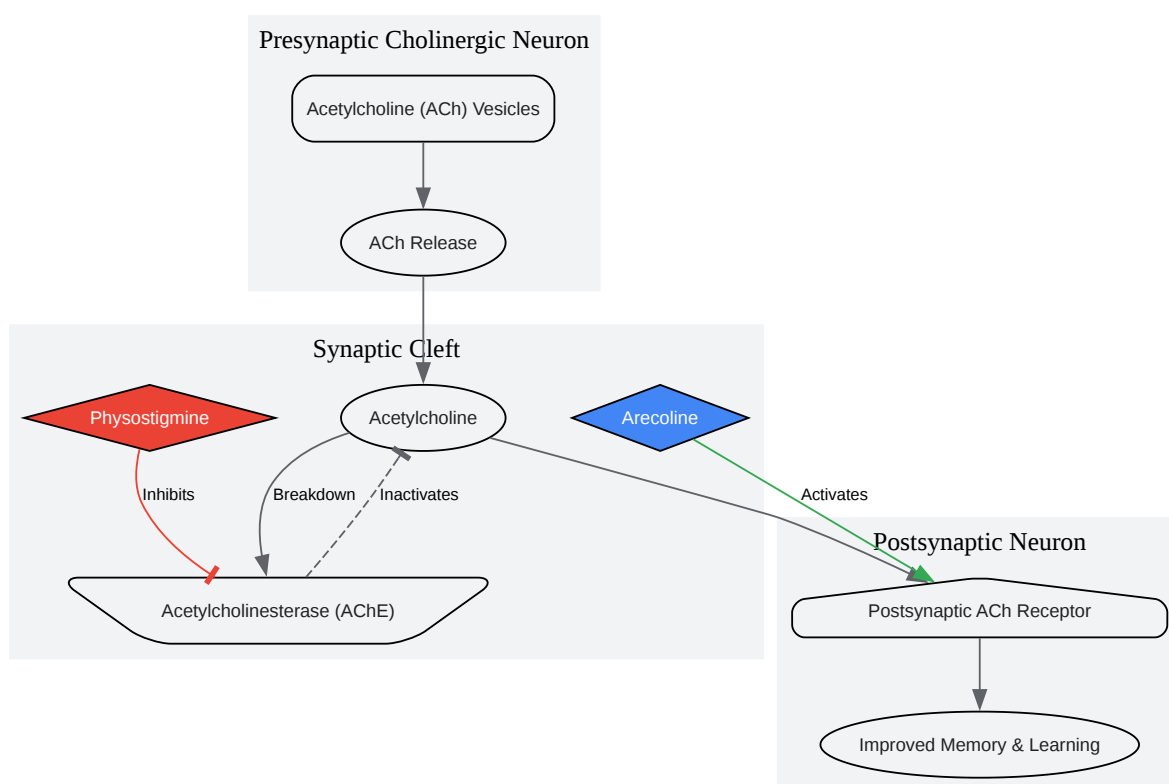 Presynaptic Cholinergic Neuron
Acetylcholine (ACh) Vesicles
ACh Release
Synaptic Cleft
Physostigmine
Acetylcholine
Arecoline
Inhibits
Breakdown
Inactivates
Activates
Postsynaptic Neuron
Acetylcholinesterase (AChE)
Postsynaptic ACh Receptor
Improved Memory & Learning